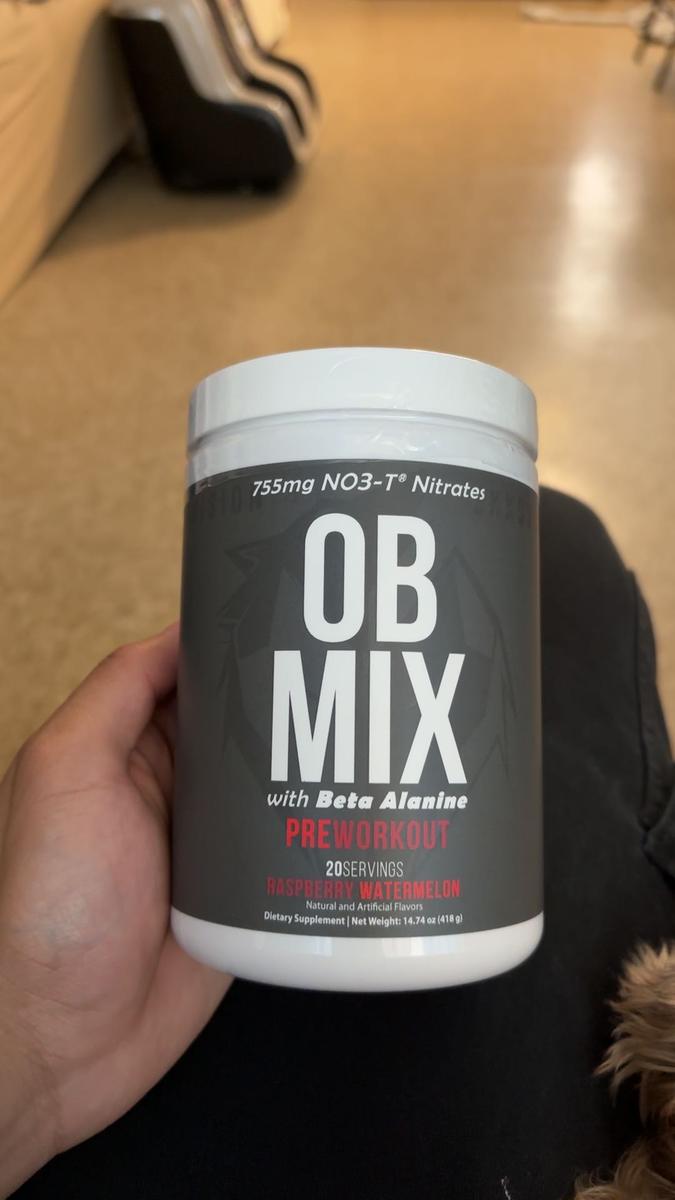 755mg NO3-T® Nitrates
OB
MIX
with Beta Alanine
PREWORKOUT
20SERVINGS
RASPBERRY WATERMELON
Natural and Artificial Flavors
Dietary Supplement | Net Weight: 14.74 oz (418 g)